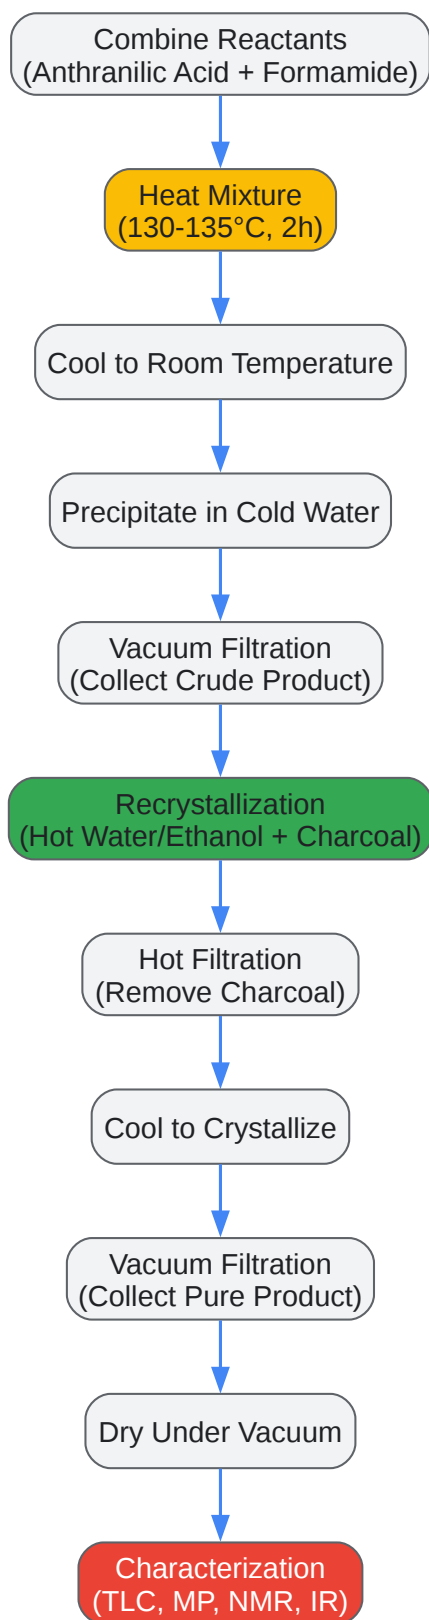 Combine Reactants
(Anthranilic Acid + Formamide)
Heat Mixture
(130-135°C, 2h)
Cool to Room Temperature
Precipitate in Cold Water
Vacuum Filtration
(Collect Crude Product)
Recrystallization
(Hot Water/Ethanol + Charcoal)
Hot Filtration
(Remove Charcoal)
Cool to Crystallize
Vacuum Filtration
(Collect Pure Product)
Dry Under Vacuum
Characterization
(TLC, MP, NMR, IR)